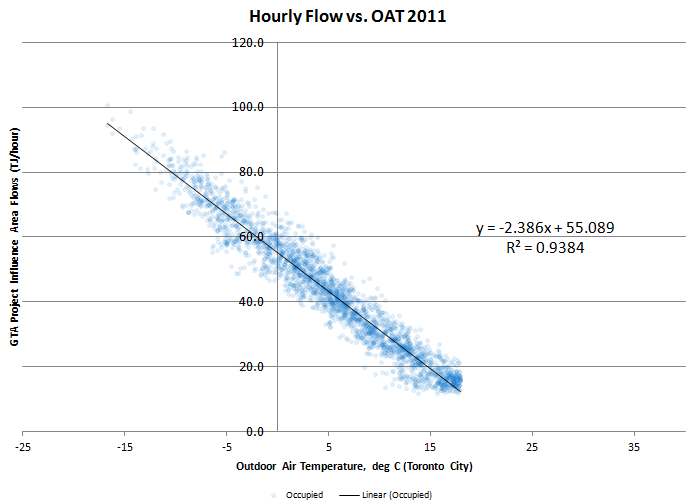 Hourly Flow vs. OAT 2011
120.0
100.0
80.0
60.0
40.0
20.0
0.0
GTA Project Influence Area Flows (TJ/hour)
y = -2.386x + 55.089
R² = 0.9384
-25 -15 -5 5 15 25 35
Outdoor Air Temperature, deg C (Toronto City)
Occupied Linear (Occupied)